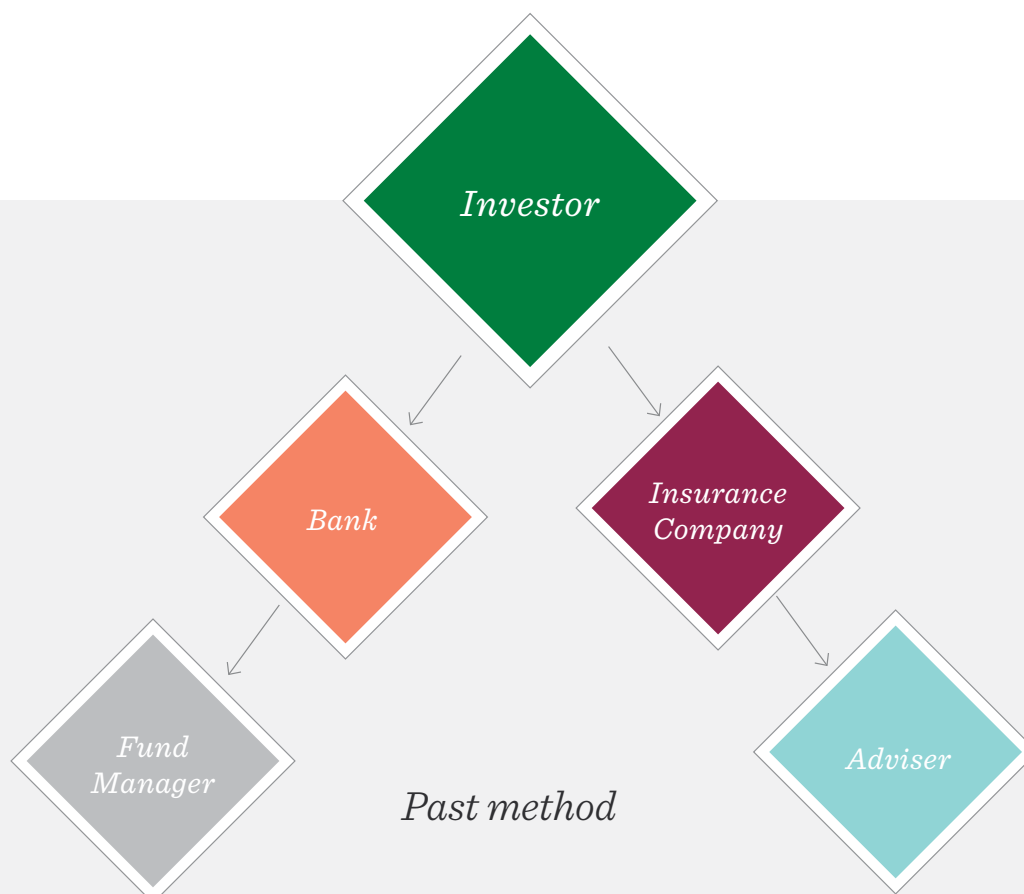 Investor
Bank
Insurance
Company
Fund
Manager
Adviser
Past method